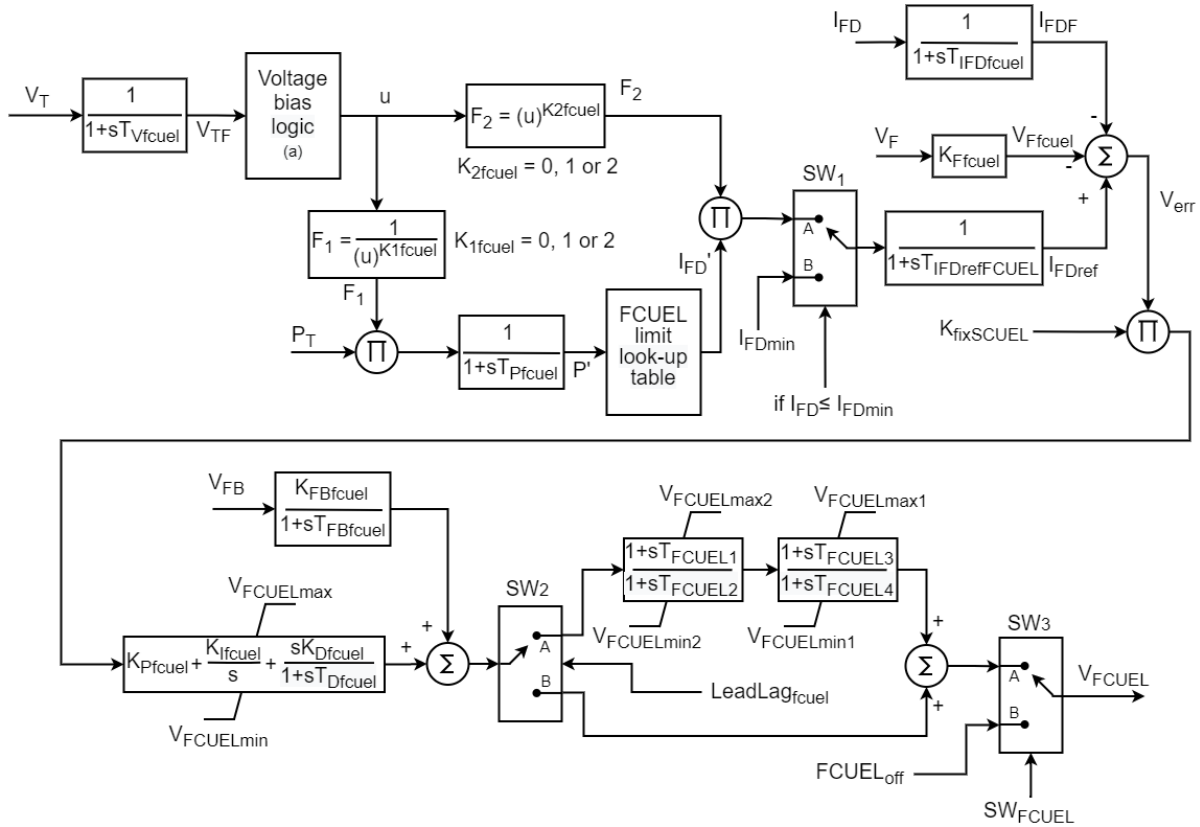 I_FD
1
1+sT_IFDfcuel
I_FDF
V_T
1
1+sT_Vfcuel
V_TF
Voltage
bias
logic
(a)
u
F_2 = (u)^K2fcuel
F_2
K_2fcuel = 0, 1 or 2
-
V_F
K_Ffcuel
V_Ffcuel
-
Σ
+
V_err
F_1 = 1
(u)^K1fcuel
K_1fcuel = 0, 1 or 2
F_1
Π
I_FD'
SW_1
A
B
1
1+sT_IFDrefFCUEL
I_FDref
P_T
Π
1
1+sT_Pfcuel
P'
FCUEL
limit
look-up
table
I_FDmin
if I_FD ≤ I_FDmin
K_fixSCUEL
Π
V_FB
K_FBfcuel
1+sT_FBfcuel
V_FCUELmax
K_Pfcuel + K_Ifcuel
s
+ sK_Dfcuel
1+sT_Dfcuel
V_FCUELmin
+
+
Σ
SW2
A
B
LeadLag_fcuel
V_FCUELmax2
1+sT_FCUEL1
1+sT_FCUEL2
V_FCUELmin2
V_FCUELmax1
1+sT_FCUEL3
1+sT_FCUEL4
V_FCUELmin1
+
Σ
+
SW3
A
B
V_FCUEL
FCUEL_off
SW_FCUEL